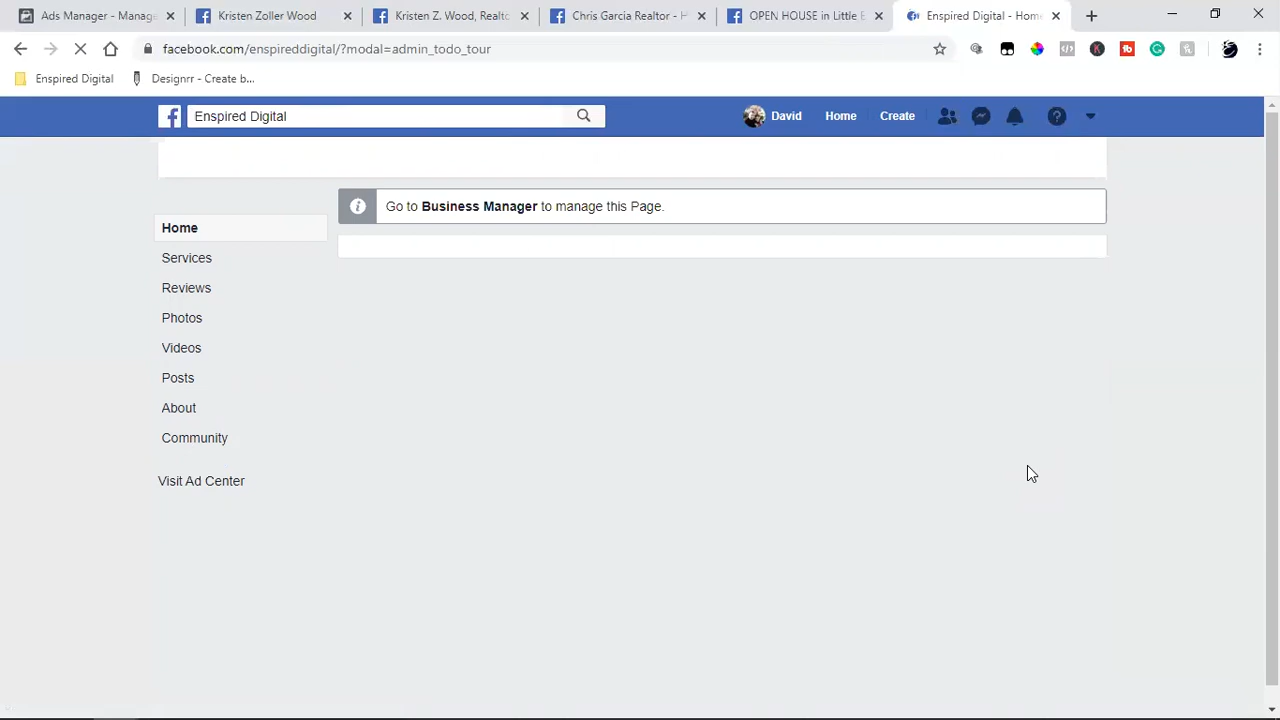 Ads Manager - Manage
Kristen Zoller Wood
Kristen Z. Wood, Realto
Chris Garcia Realtor - H
OPEN HOUSE in Little E
Enspired Digital - Home
facebook.com/enspireddigital/?modal=admin_todo_tour
Enspired Digital
Designrr - Create b...
Enspired Digital
David
Home
Create
Go to Business Manager to manage this Page.
Home
Services
Reviews
Photos
Videos
Posts
About
Community
Visit Ad Center